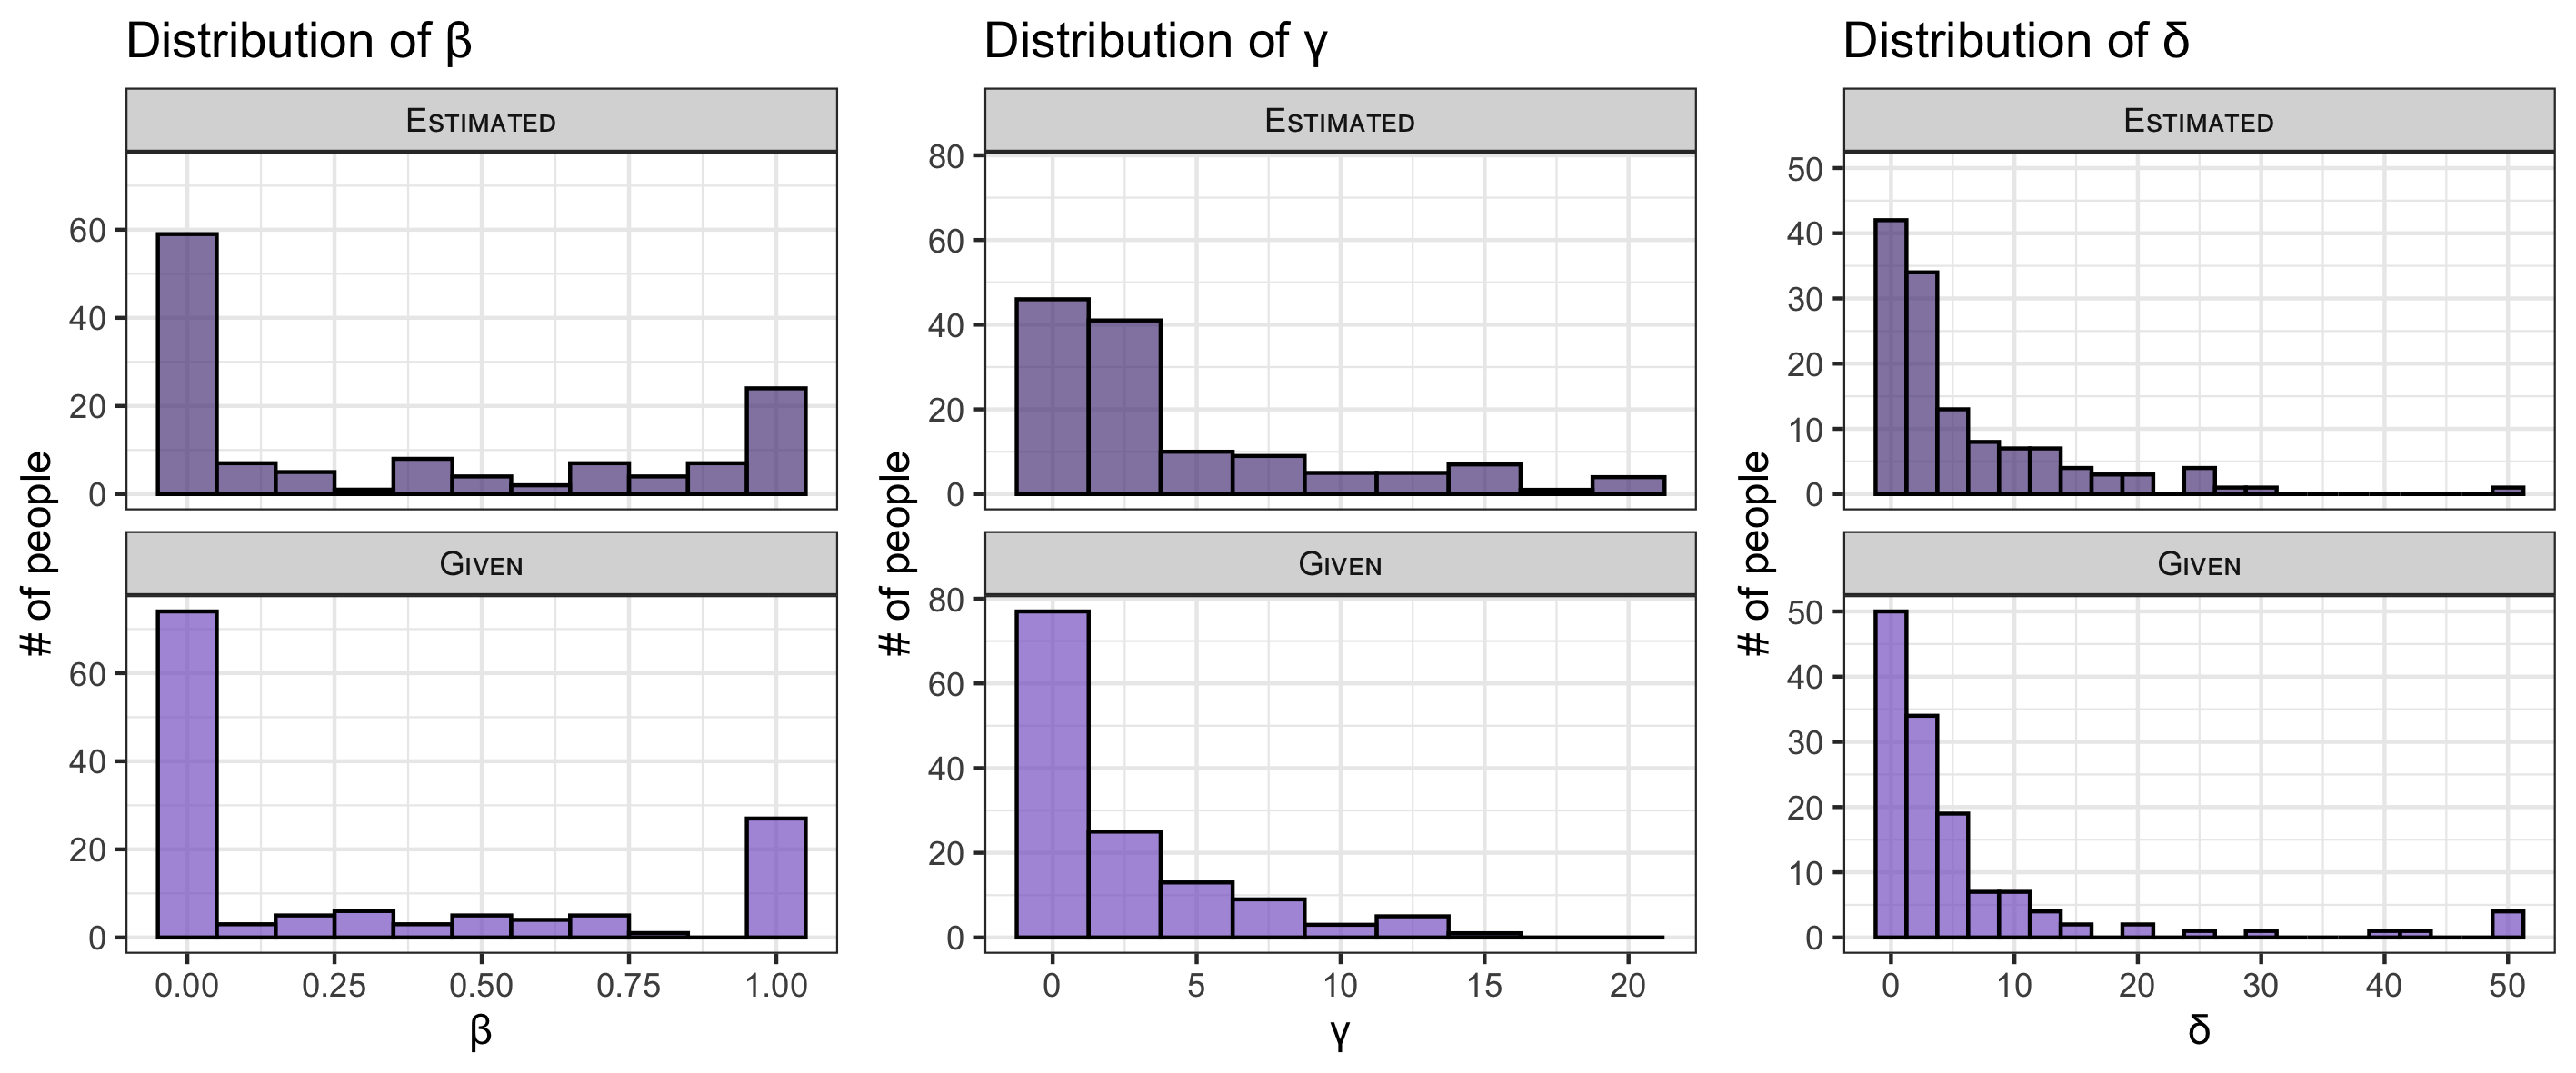 Distribution of β
Estimated
# of people
60
40
20
0
Given
60
40
20
0
0.00 0.25 0.50 0.75 1.00
β
Distribution of γ
Estimated
# of people
80
60
40
20
0
Given
80
60
40
20
0
0 5 10 15 20
γ
Distribution of δ
Estimated
# of people
50
40
30
20
10
0
Given
50
40
30
20
10
0
0 10 20 30 40 50
δ